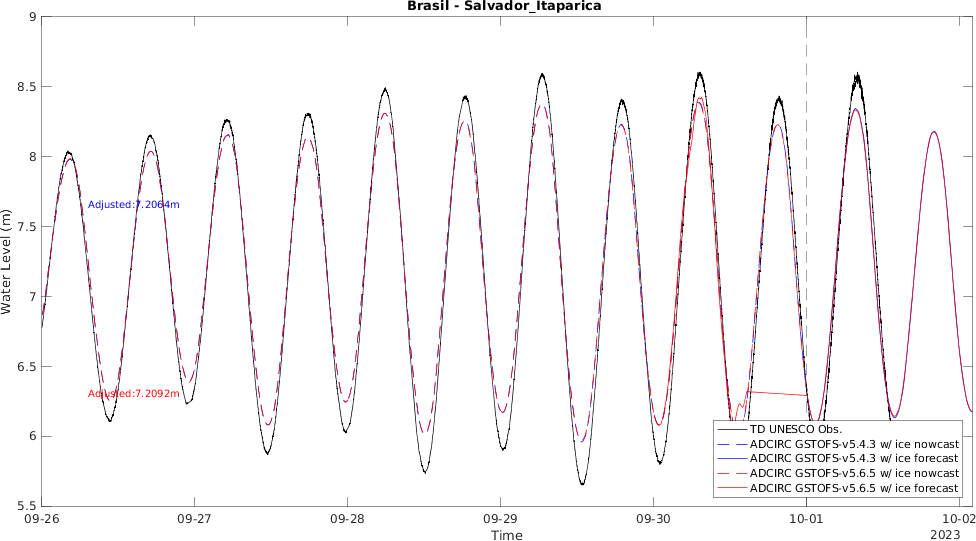 Brasil - Salvador_Itaparica
9
8.5
8
7.5
7
6.5
6
5.5
Water Level (m)
Adjusted:7.2064m
Adjusted:7.2092m
TD UNESCO Obs.
ADCIRC GSTOFS-v5.4.3 w/ ice nowcast
ADCIRC GSTOFS-v5.4.3 w/ ice forecast
ADCIRC GSTOFS-v5.6.5 w/ ice nowcast
ADCIRC GSTOFS-v5.6.5 w/ ice forecast
09-26 09-27 09-28 09-29 09-30 10-01 10-02
Time
2023